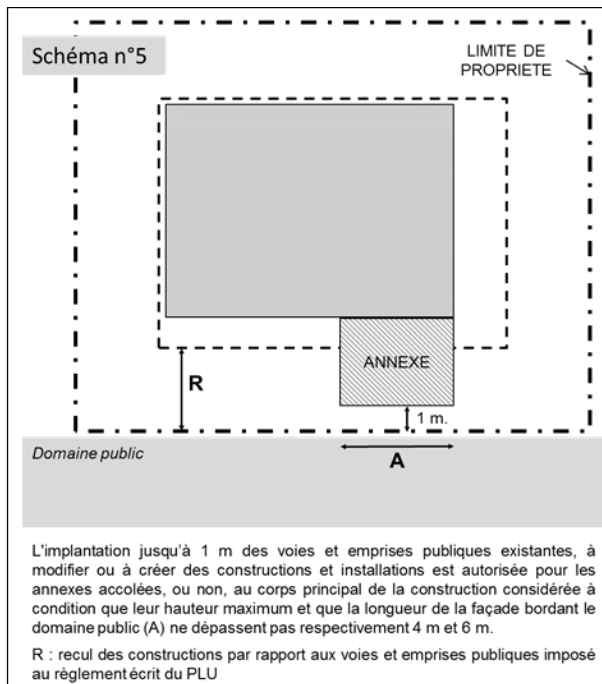 Schéma n°5
LIMITE DE
PROPRIETE
ANNEXE
R
1 m.
Domaine public
A
L'implantation jusqu'à 1 m des voies et emprises publiques existantes, à
modifier ou à créer des constructions et installations est autorisée pour les
annexes accolées, ou non, au corps principal de la construction considérée à
condition que leur hauteur maximum et que la longueur de la façade bordant le
domaine public (A) ne dépassent pas respectivement 4 m et 6 m.
R : recul des constructions par rapport aux voies et emprises publiques imposé
au règlement écrit du PLU